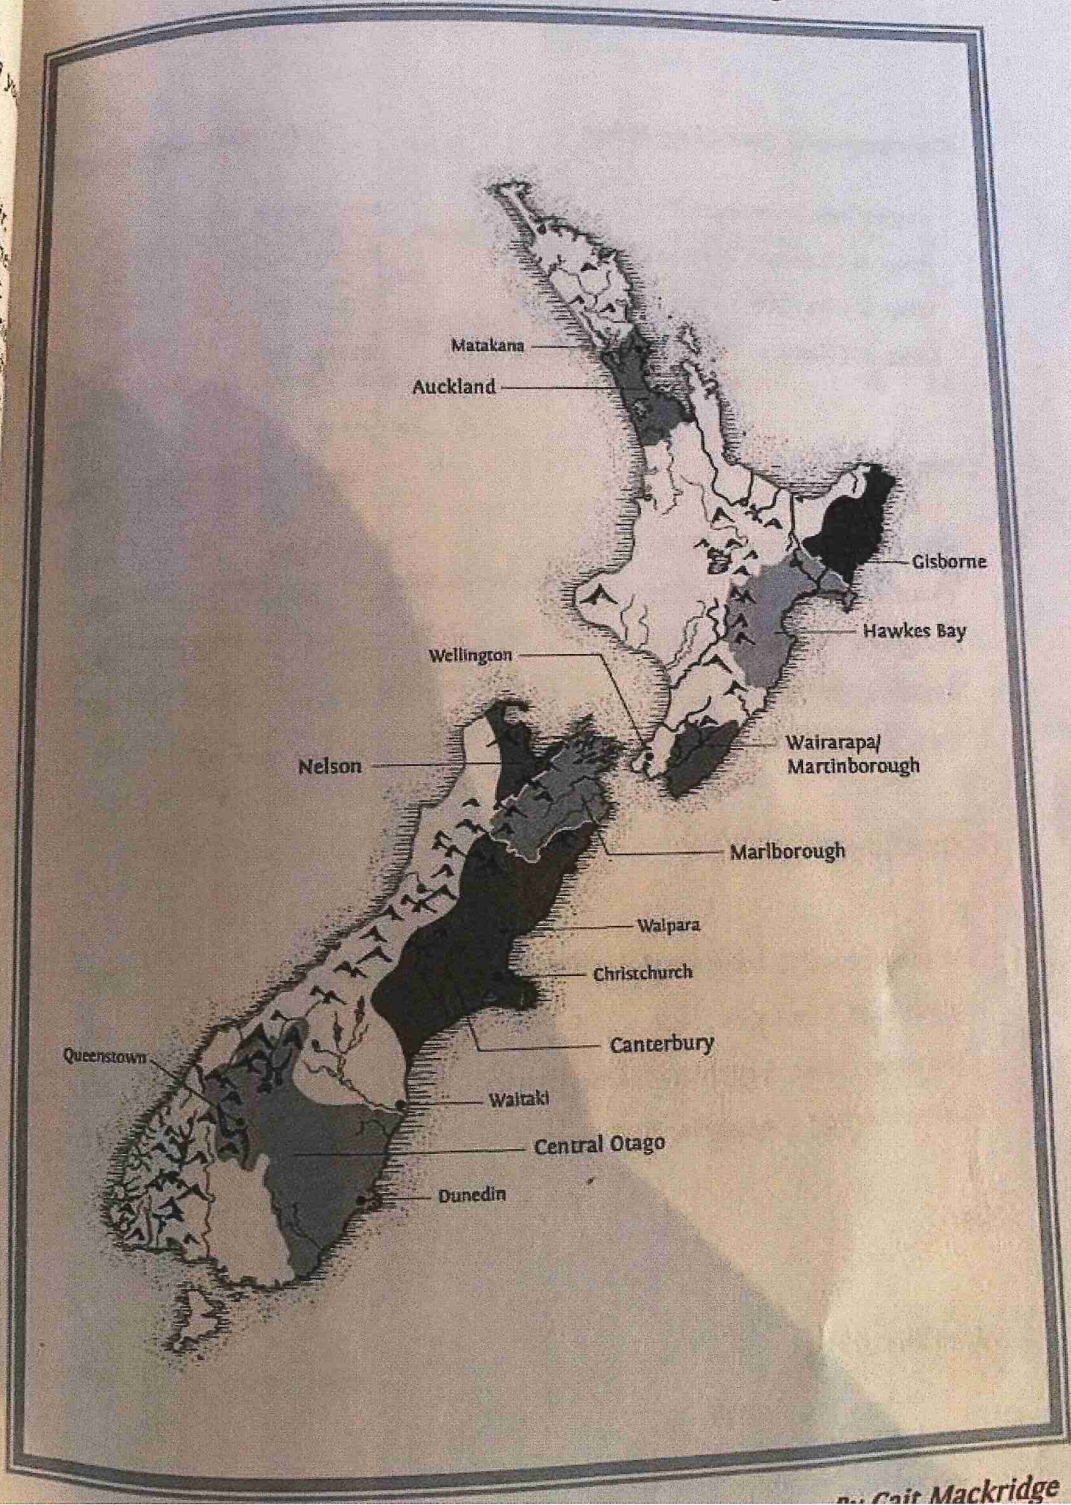 Matakana
Auckland
Gisborne
Hawkes Bay
Wellington
Wairarapa/
Martinborough
Nelson
Marlborough
Waipara
Christchurch
Canterbury
Queenstown
Waitaki
Central Otago
Dunedin
By Cait Mackridge